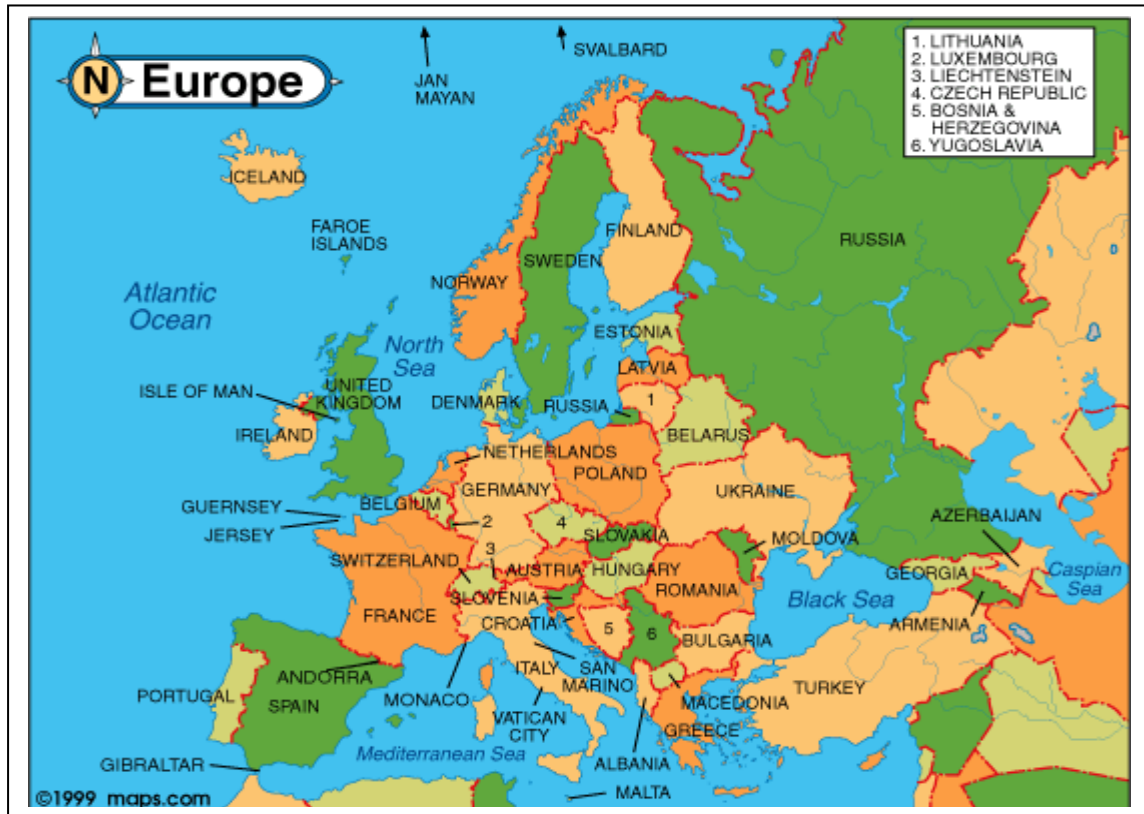 N
Europe
JAN
MAYAN
SVALBARD
1. LITHUANIA
2. LUXEMBOURG
3. LIECHTENSTEIN
4. CZECH REPUBLIC
5. BOSNIA &
HERZEGOVINA
6. YUGOSLAVIA
ICELAND
FAROE
ISLANDS
FINLAND
RUSSIA
SWEDEN
NORWAY
Atlantic
Ocean
North
Sea
ESTONIA
LATVIA
ISLE OF MAN
UNITED
KINGDOM
DENMARK
RUSSIA
1
IRELAND
BELARUS
NETHERLANDS
POLAND
GERMANY
BELGIUM
UKRAINE
GUERNSEY
JERSEY
2
4
SLOVAKIA
MOLDOVA
AZERBAIJAN
SWITZERLAND
3
AUSTRIA
HUNGARY
ROMANIA
GEORGIA
Caspian
Sea
SLOVENIA
Black Sea
FRANCE
CROATIA
5
6
BULGARIA
ARMENIA
ITALY
SAN
MARINO
ANDORRA
PORTUGAL
SPAIN
MONACO
VATICAN
CITY
MACEDONIA
TURKEY
GREECE
Mediterranean Sea
GIBRALTAR
ALBANIA
MALTA
©1999 maps.com